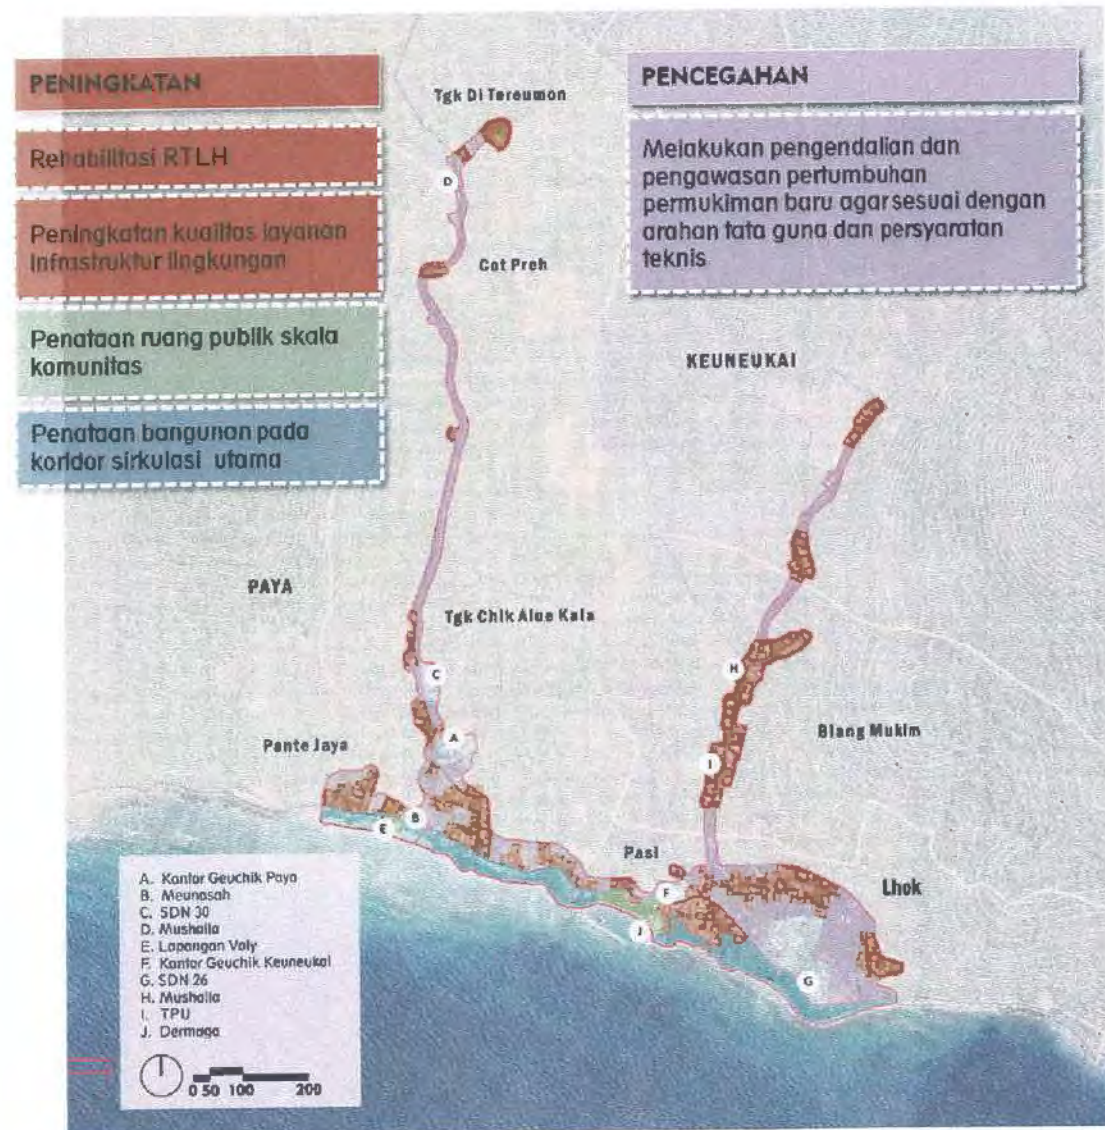 PENINGKATAN
Rehabilitasi RTLH
Peningkatan kualitas layanan
infrastruktur lingkungan
Penataan ruang publik skala
komunitas
Penataan bangunan pada
koridor sirkulasi utama
PENCEGAHAN
Melakukan pengendalian dan
pengawasan pertumbuhan
permukiman baru agar sesuai dengan
arahan tata guna dan persyaratan
teknis
Tgk Di Tereumon
D
Cot Preh
KEUNEUKAI
PAYA
Tgk Chik Alue Kala
C
H
A
Blang Mukim
Pante Jaya
I
B
E
Pasi
Lhok
F
J
G
A. Kantor Geuchik Paya
B. Meunasah
C. SDN 30
D. Musholla
E. Lapangan Voly
F. Kantor Geuchik Keuneukai
G. SDN 26
H. Musholla
I. TPU
J. Dermaga
0 50 100 200